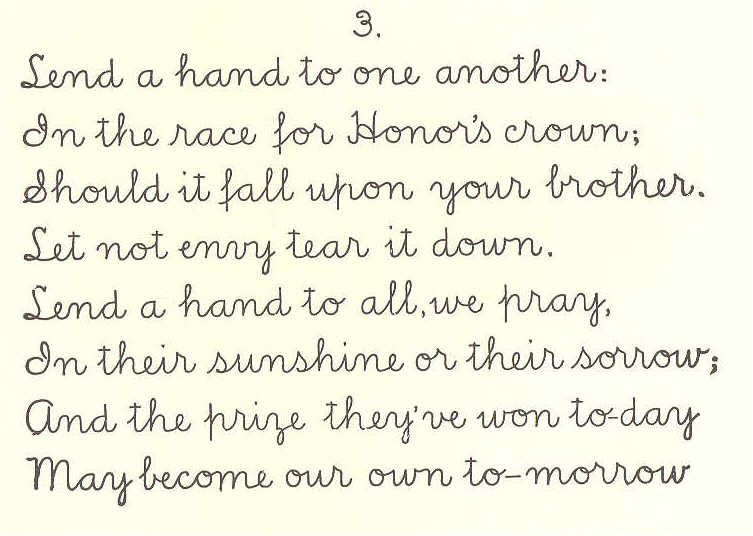 3.
Lend a hand to one another:
In the race for Honor's crown;
Should it fall upon your brother.
Let not envy tear it down.
Lend a hand to all, we pray,
In their sunshine or their sorrow;
And the prize they've won to-day
May become our own to-morrow